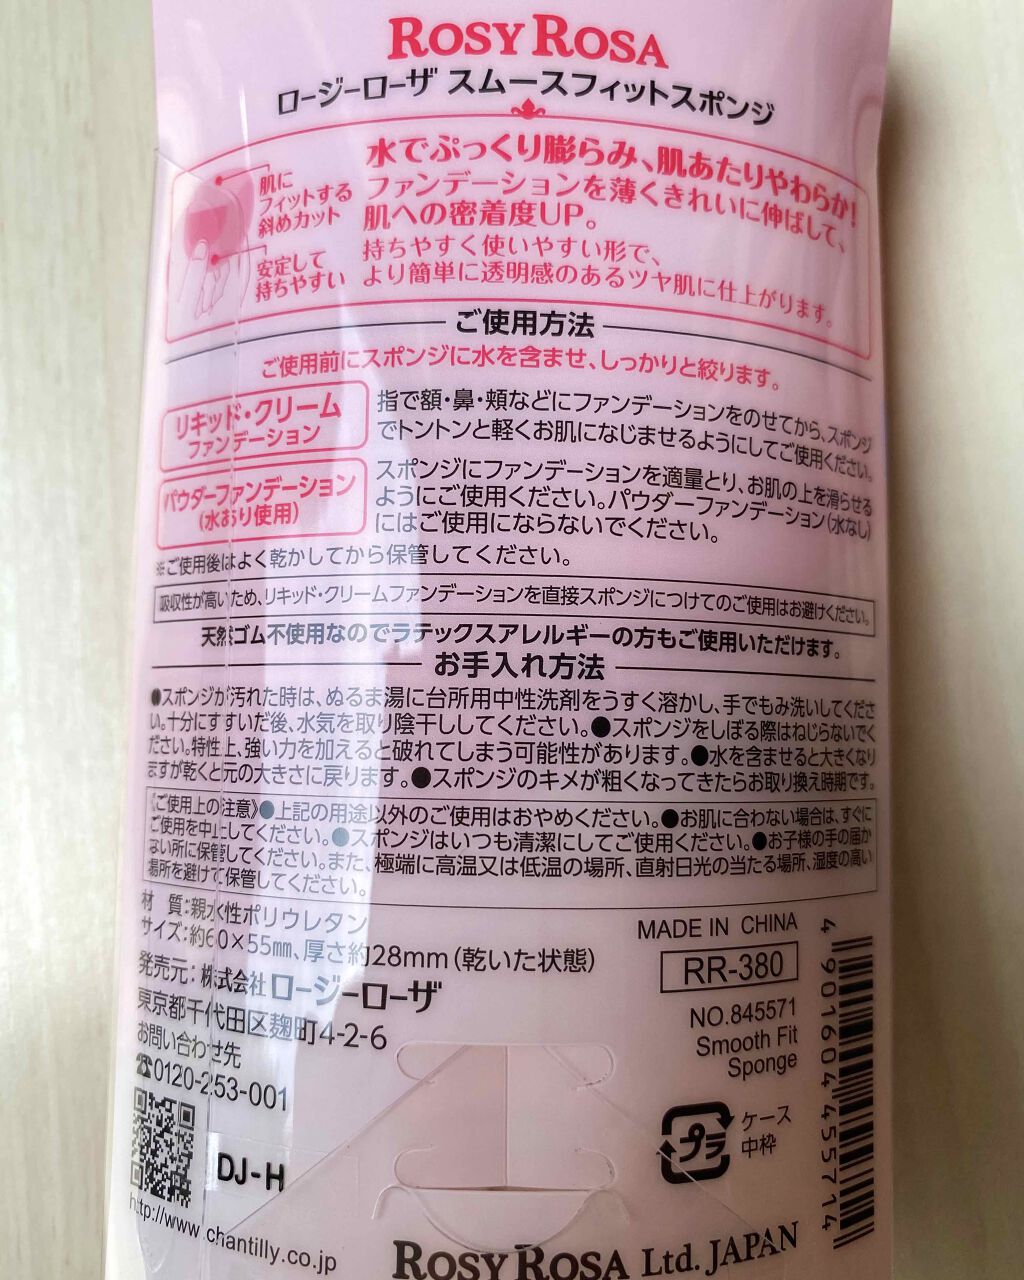 ROSY ROSA
ロージーローザ スムースフィットスポンジ
水でぷっくり膨らみ、肌あたりやわらか!
ファンデーションを薄くきれいに伸ばして、
肌への密着度UP。
持ちやすく使いやすい形で、
より簡単に透明感のあるツヤ肌に仕上がります。
肌に
フィットする
斜めカット
安定して
持ちやすい
ご使用方法
ご使用前にスポンジに水を含ませ、しっかりと絞ります。
リキッド・クリーム
ファンデーション
指で額・鼻・頬などにファンデーションをのせてから、スポンジ
でトントンと軽くお肌になじませるようにしてご使用ください。
パウダーファンデーション
(水あり使用)
スポンジにファンデーションを適量とり、お肌の上を滑らせる
ようにご使用ください。パウダーファンデーション(水なし)
にはご使用にならないでください。
※ご使用後はよく乾かしてから保管してください。
吸収性が高いため、リキッド・クリームファンデーションを直接スポンジにつけてのご使用はお避けください。
天然ゴム不使用なのでラテックスアレルギーの方もご使用いただけます。
お手入れ方法
●スポンジが汚れた時は、ぬるま湯に台所用中性洗剤をうすく溶かし、手でもみ洗いしてくださ
い。十分にすすいだ後、水気を取り陰干ししてください。●スポンジをしぼる際はねじらないでく
ださい。特性上、強い力を加えると破れてしまう可能性があります。●水を含ませると大きくなり
ますが乾くと元の大きさに戻ります。●スポンジのキメが粗くなってきたらお取り換え時期です。
《ご使用上の注意》●上記の用途以外のご使用はおやめください。●お肌に合わない場合は、すぐに
ご使用を中止してください。●スポンジはいつも清潔にしてご使用ください。●お子様の手の届か
ない所に保管してください。また、極端に高温又は低温の場所、直射日光の当たる場所、湿度の高い
場所を避けて保管してください。
材 質:親水性ポリウレタン
サイズ:約60×55mm、厚さ約28mm(乾いた状態)
発売元:株式会社ロージーローザ
東京都千代田区麹町4-2-6
お問い合わせ先
☎0120-253-001
MADE IN CHINA
RR-380
NO.845571
Smooth Fit
Sponge
4 901604 455714
プラ
ケース
中枠
DJ-H
http://www.chantilly.co.jp
ROSY ROSA Ltd. JAPAN